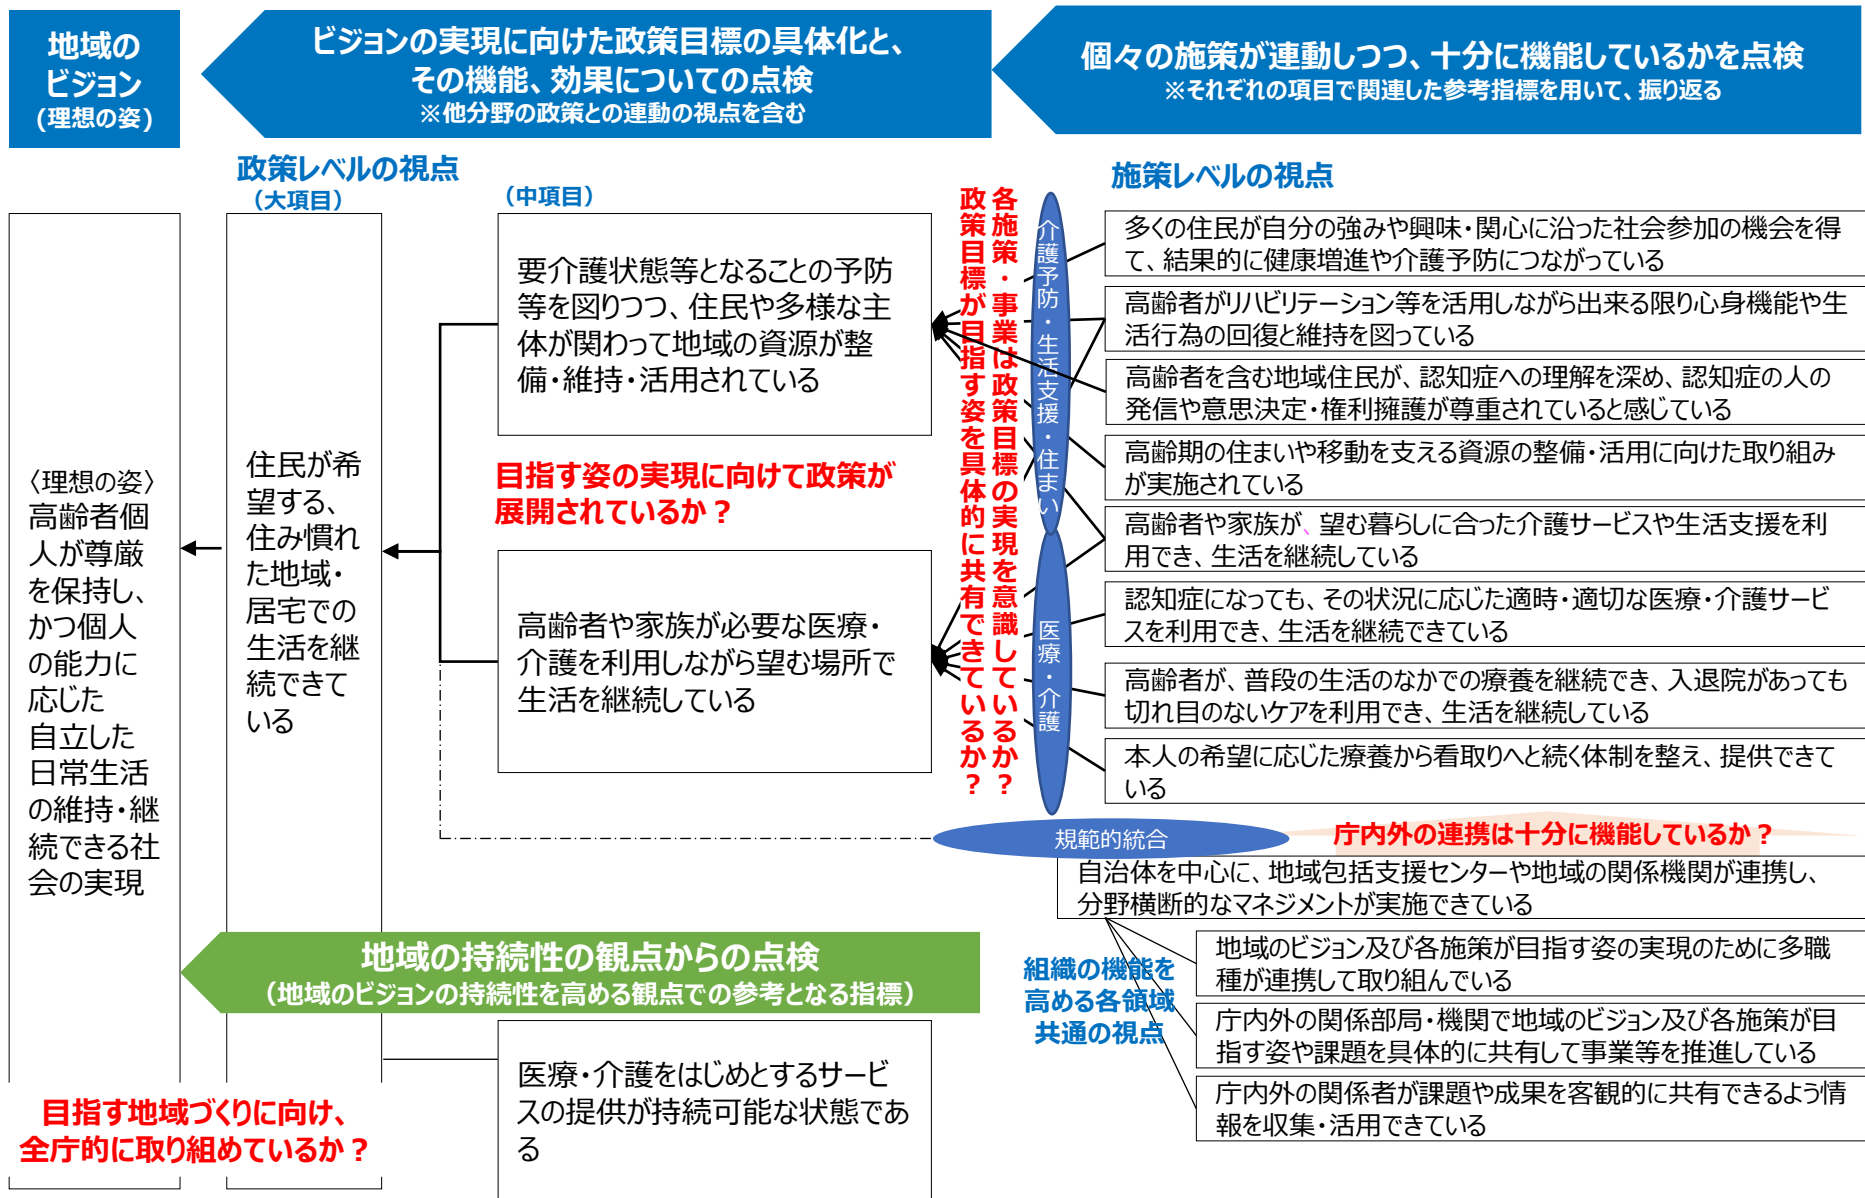 地域の
ビジョン
(理想の姿)
ビジョンの実現に向けた政策目標の具体化と、
その機能、効果についての点検
※他分野の政策との連動の視点を含む
個々の施策が連動しつつ、十分に機能しているかを点検
※それぞれの項目で関連した参考指標を用いて、振り返る
政策レベルの視点
（大項目）
（中項目）
施策レベルの視点
〈理想の姿〉
高齢者個
人が尊厳
を保持し、
かつ個人
の能力に
応じた
自立した
日常生活
の維持・継
続できる社
会の実現
住民が希
望する、
住み慣れ
た地域・
居宅での
生活を継
続できて
いる
要介護状態等となることの予防
等を図りつつ、住民や多様な主
体が関わって地域の資源が整
備・維持・活用されている
目指す姿の実現に向けて政策が
展開されているか？
高齢者や家族が必要な医療・
介護を利用しながら望む場所で
生活を継続している
各施策・事業は政策目標の実現を意識しているか？
政策目標が目指す姿を具体的に共有できているか？
介護予防・生活支援・住まい
医療・介護
多くの住民が自分の強みや興味・関心に沿った社会参加の機会を得
て、結果的に健康増進や介護予防につながっている
高齢者がリハビリテーション等を活用しながら出来る限り心身機能や生
活行為の回復と維持を図っている
高齢者を含む地域住民が、認知症への理解を深め、認知症の人の
発信や意思決定・権利擁護が尊重されていると感じている
高齢期の住まいや移動を支える資源の整備・活用に向けた取り組み
が実施されている
高齢者や家族が、望む暮らしに合った介護サービスや生活支援を利
用でき、生活を継続している
認知症になっても、その状況に応じた適時・適切な医療・介護サービ
スを利用でき、生活を継続できている
高齢者が、普段の生活のなかでの療養を継続でき、入退院があっても
切れ目のないケアを利用でき、生活を継続している
本人の希望に応じた療養から看取りへと続く体制を整え、提供できて
いる
規範的統合
庁内外の連携は十分に機能しているか？
自治体を中心に、地域包括支援センターや地域の関係機関が連携し、
分野横断的なマネジメントが実施できている
組織の機能を
高める各領域
共通の視点
地域のビジョン及び各施策が目指す姿の実現のために多職
種が連携して取り組んでいる
庁内外の関係部局・機関で地域のビジョン及び各施策が目
指す姿や課題を具体的に共有して事業等を推進している
庁内外の関係者が課題や成果を客観的に共有できるよう情
報を収集・活用できている
地域の持続性の観点からの点検
（地域のビジョンの持続性を高める観点での参考となる指標）
医療・介護をはじめとするサービ
スの提供が持続可能な状態であ
る
目指す地域づくりに向け、
全庁的に取り組めているか？